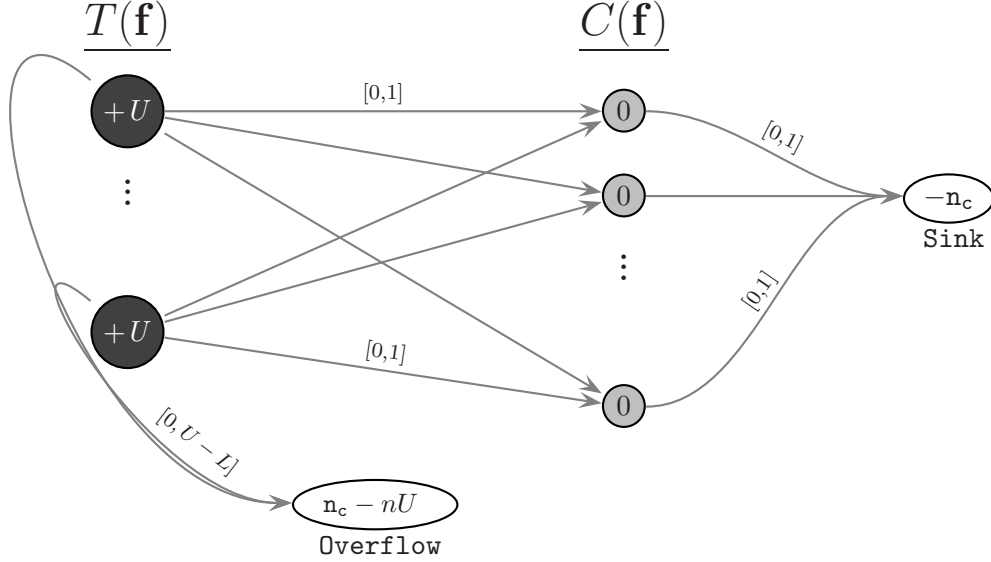 T(f) C(f)
+U [0,1] 0 [0,1]
⋮ 0 −n_c
Sink
⋮
+U [0,1] [0,1]
0
[0, U − L]
n_c − nU
Overflow